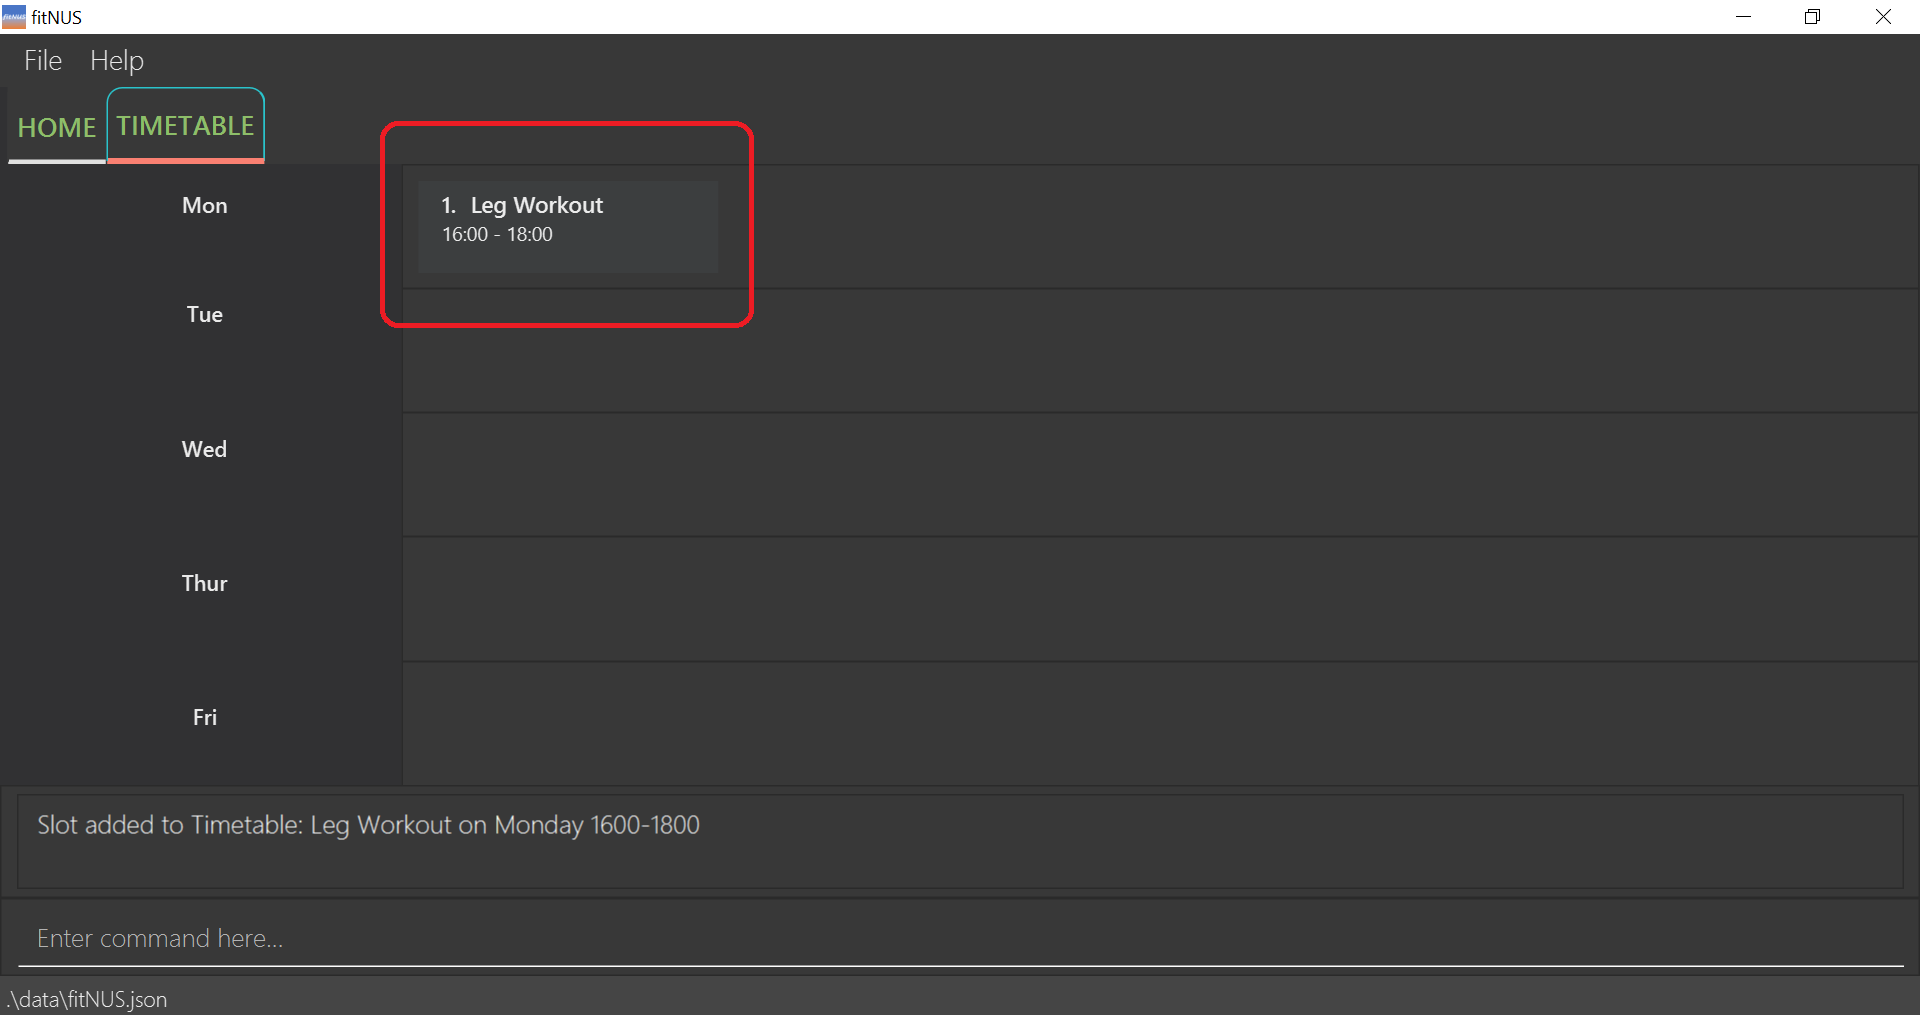 fitNUS
File Help
HOME TIMETABLE
Mon
1. Leg Workout
16:00 - 18:00
Tue
Wed
Thur
Fri
Slot added to Timetable: Leg Workout on Monday 1600-1800
Enter command here...
.\data\fitNUS.json